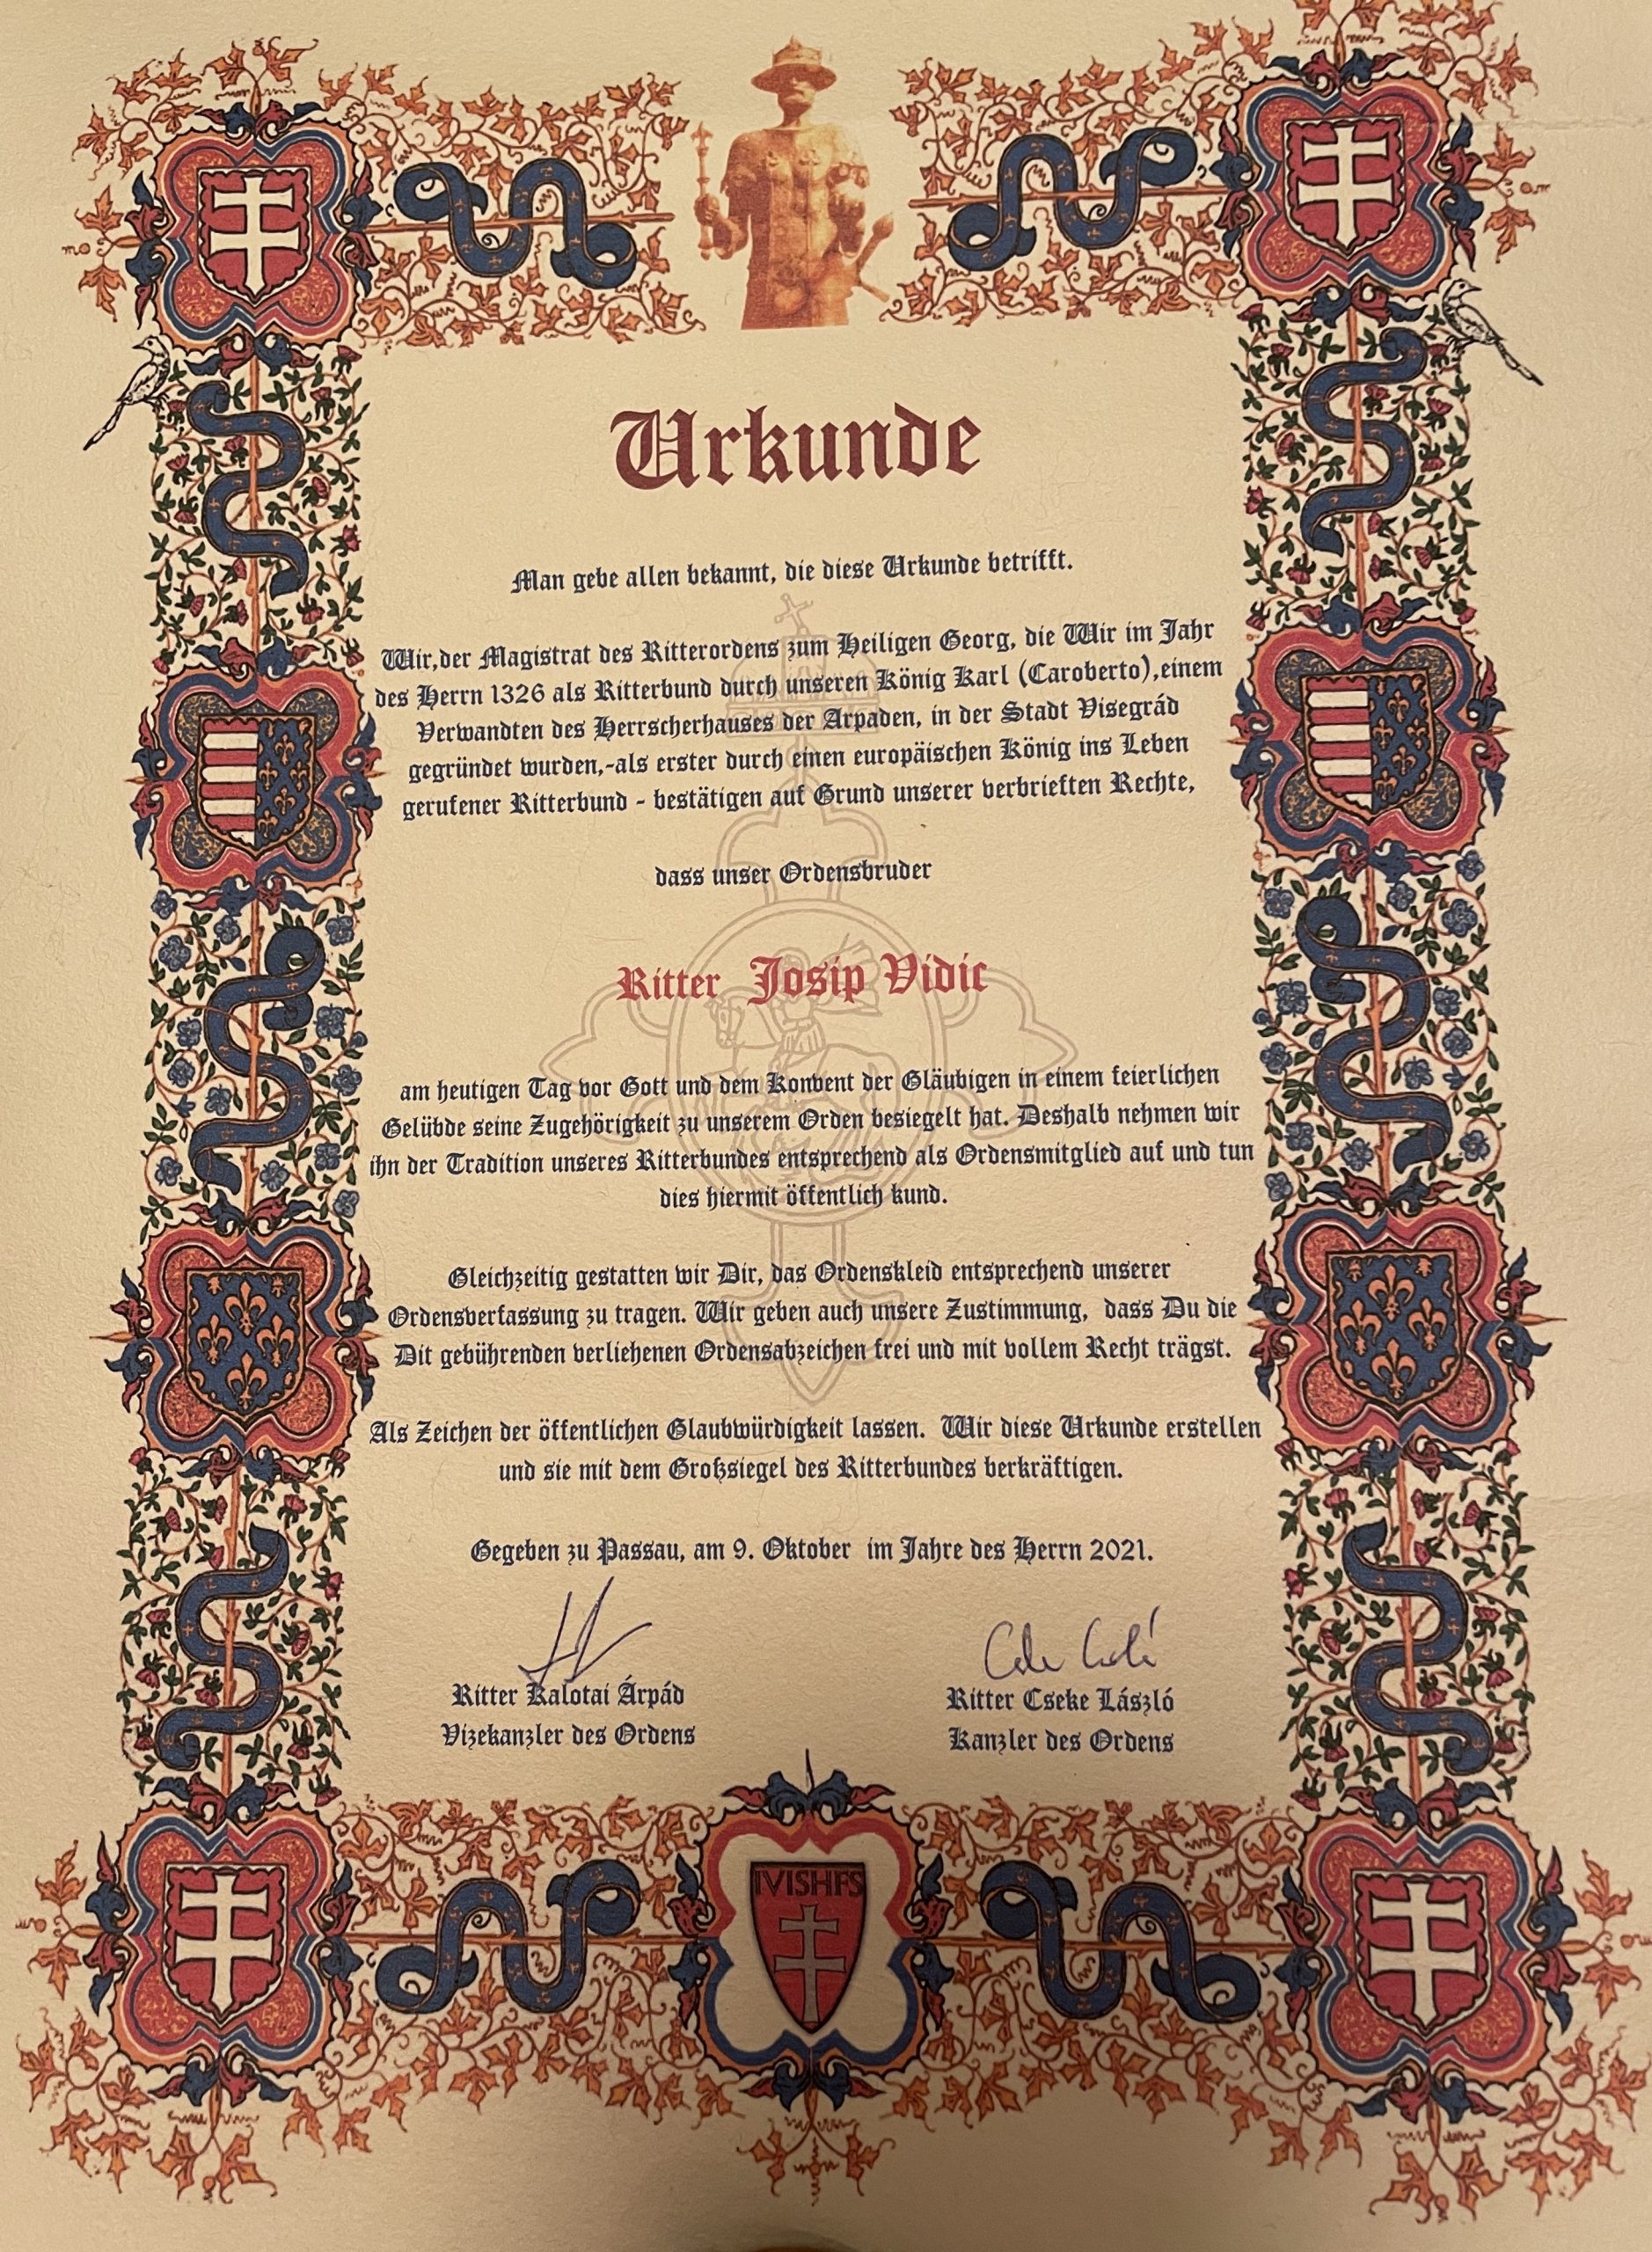 Urkunde
Man gebe allen bekannt, die diese Urkunde betrifft.
Wir,der Magistrat des Ritterordens zum Heiligen Georg, die Wir im Jahr
des Herrn 1326 als Ritterbund durch unseren König Karl (Caroberto),einem
Verwandten des Herrscherhauses der Arpaden, in der Stadt Visegrád
gegründet wurden,-als erster durch einen europäischen König ins Leben
gerufener Ritterbund - bestätigen auf Grund unserer verbrieften Rechte,
dass unser Ordensbruder
Ritter Josip Vidic
am heutigen Tag vor Gott und dem Konvent der Gläubigen in einem feierlichen
Gelübde seine Zugehörigkeit zu unserem Orden besiegelt hat. Deshalb nehmen wir
ihn der Tradition unseres Ritterbundes entsprechend als Ordensmitglied auf und tun
dies hiermit öffentlich kund.
Gleichzeitig gestatten wir Dir, das Ordenskleid entsprechend unserer
Ordensverfassung zu tragen. Wir geben auch unsere Zustimmung, dass Du die
Dit gebührenden verliehenen Ordensabzeichen frei und mit vollem Recht trägst.
Als Zeichen der öffentlichen Glaubwürdigkeit lassen. Wir diese Urkunde erstellen
und sie mit dem Großsiegel des Ritterbundes berkräftigen.
Gegeben zu Passau, am 9. Oktober im Jahre des Herrn 2021.
Ritter Kalotai Árpád
Vizekanzler des Ordens
Ritter Cseke László
Kanzler des Ordens
IVISHFS